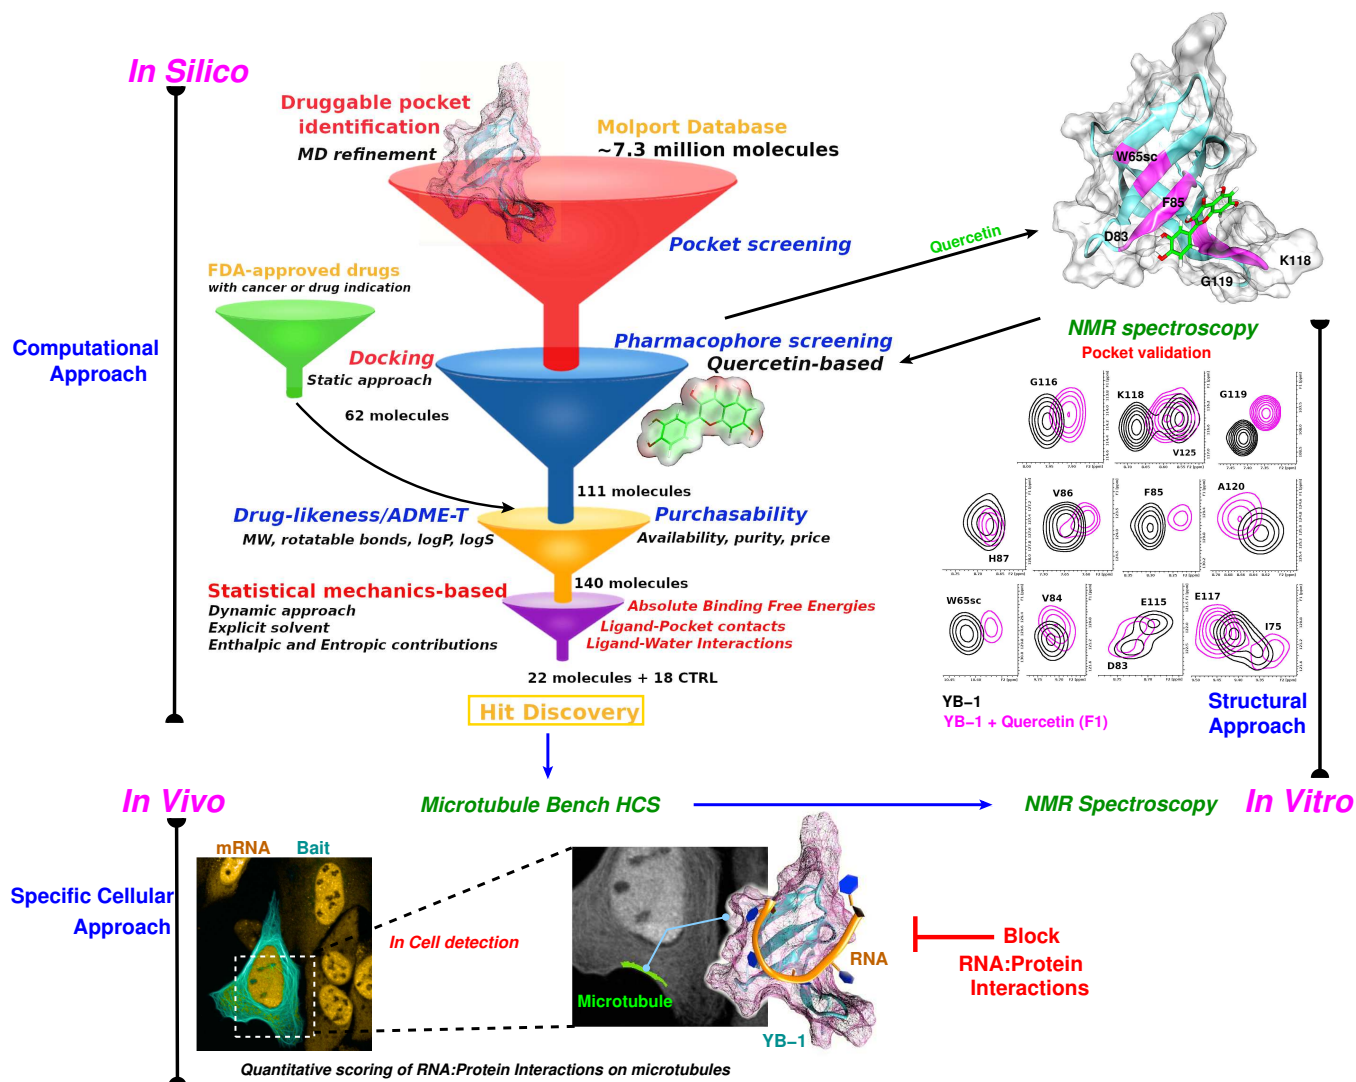 In Silico
Druggable pocket
identification
MD refinement
Molport Database
~7.3 million molecules
Pocket screening
FDA-approved drugs
with cancer or drug indication
Computational
Approach
Docking
Static approach
62 molecules
Pharmacophore screening
Quercetin-based
111 molecules
Drug-likeness/ADME-T
MW, rotatable bonds, logP, logS
Purchasability
Availability, purity, price
140 molecules
Statistical mechanics-based
Dynamic approach
Explicit solvent
Enthalpic and Entropic contributions
Absolute Binding Free Energies
Ligand-Pocket contacts
Ligand-Water Interactions
22 molecules + 18 CTRL
Hit Discovery
Quercetin
W65sc
F85
D83
K118
G119
NMR spectroscopy
Pocket validation
G116
K118
V125
G119
H87
V86
F85
A120
W65sc
V84
E115
D83
E117
I75
YB−1
YB−1 + Quercetin (F1)
Structural
Approach
In Vivo
Microtubule Bench HCS
NMR Spectroscopy
In Vitro
Specific Cellular
Approach
mRNA
Bait
In Cell detection
Microtubule
RNA
YB−1
Block
RNA:Protein
Interactions
Quantitative scoring of RNA:Protein Interactions on microtubules